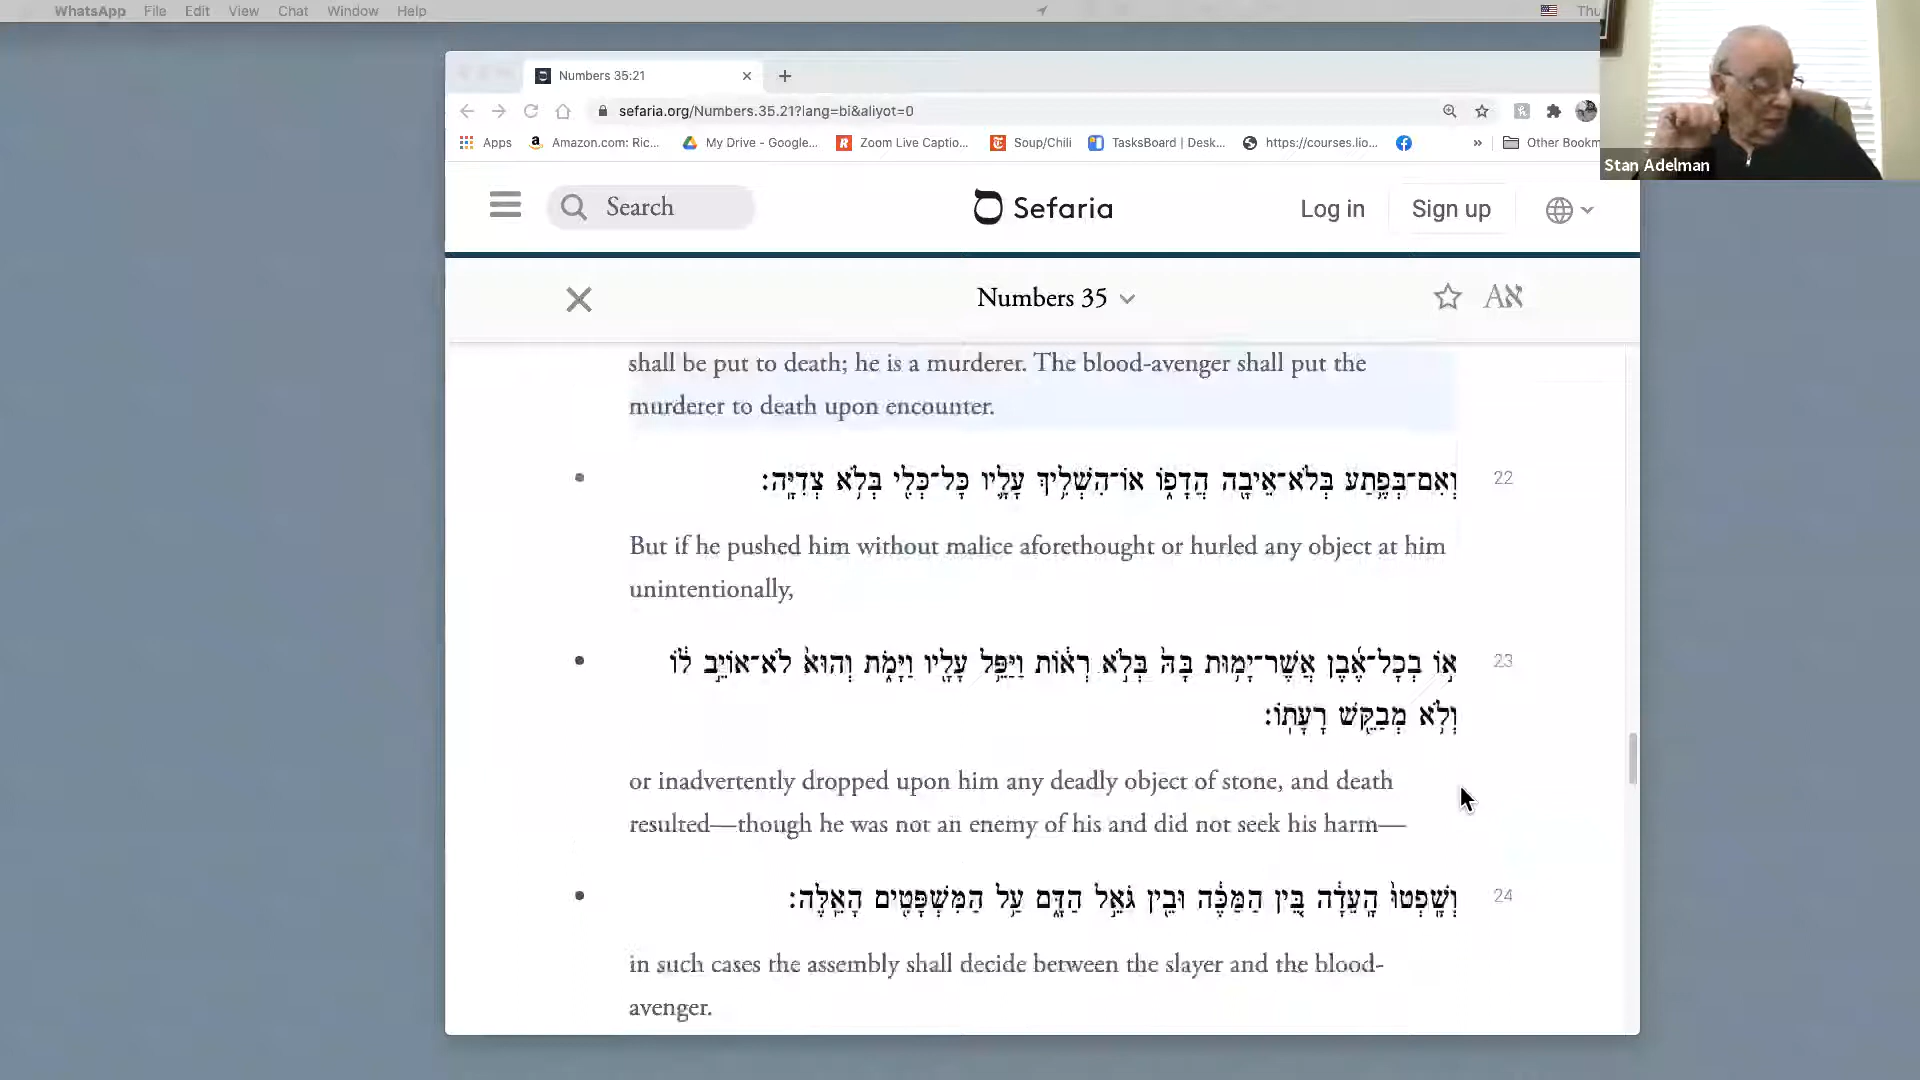 WhatsApp File Edit View Chat Window Help Thu
Numbers 35:21
sefaria.org/Numbers.35.21?lang=bi&aliyot=0
Apps Amazon.com: Ric... My Drive - Google... Zoom Live Captio... Soup/Chili TasksBoard | Desk... https://courses.lio... » Other Bookm
Stan Adelman
Search Sefaria Log in Sign up
Numbers 35
shall be put to death; he is a murderer. The blood-avenger shall put the
murderer to death upon encounter.
וְאִם־בְּפֶ֥תַע בְּלֹא־אֵיבָ֖ה הֲדָפ֑וֹ אוֹ־הִשְׁלִ֥יךְ עָלָ֛יו כָּל־כְּלִ֖י בְּלֹ֥א צְדִיָּֽה׃ 22
But if he pushed him without malice aforethought or hurled any object at him
unintentionally,
א֣וֹ בְכָל־אֶ֜בֶן אֲשֶׁר־יָמ֥וּת בָּהּ֙ בְּלֹ֣א רְא֔וֹת וַיַּפֵּ֥ל עָלָ֖יו וַיָּמֹ֑ת וְהוּא֙ לֹא־אוֹיֵ֣ב ל֔וֹ 23
וְלֹ֥א מְבַקֵּ֖שׁ רָעָתֽוֹ׃
or inadvertently dropped upon him any deadly object of stone, and death
resulted—though he was not an enemy of his and did not seek his harm—
וְשָֽׁפְטוּ֙ הָֽעֵדָ֔ה בֵּ֚ין הַמַּכֶּ֔ה וּבֵ֖ין גֹּאֵ֣ל הַדָּ֑ם עַ֥ל הַמִּשְׁפָּטִ֖ים הָאֵֽלֶּה׃ 24
in such cases the assembly shall decide between the slayer and the blood-
avenger.